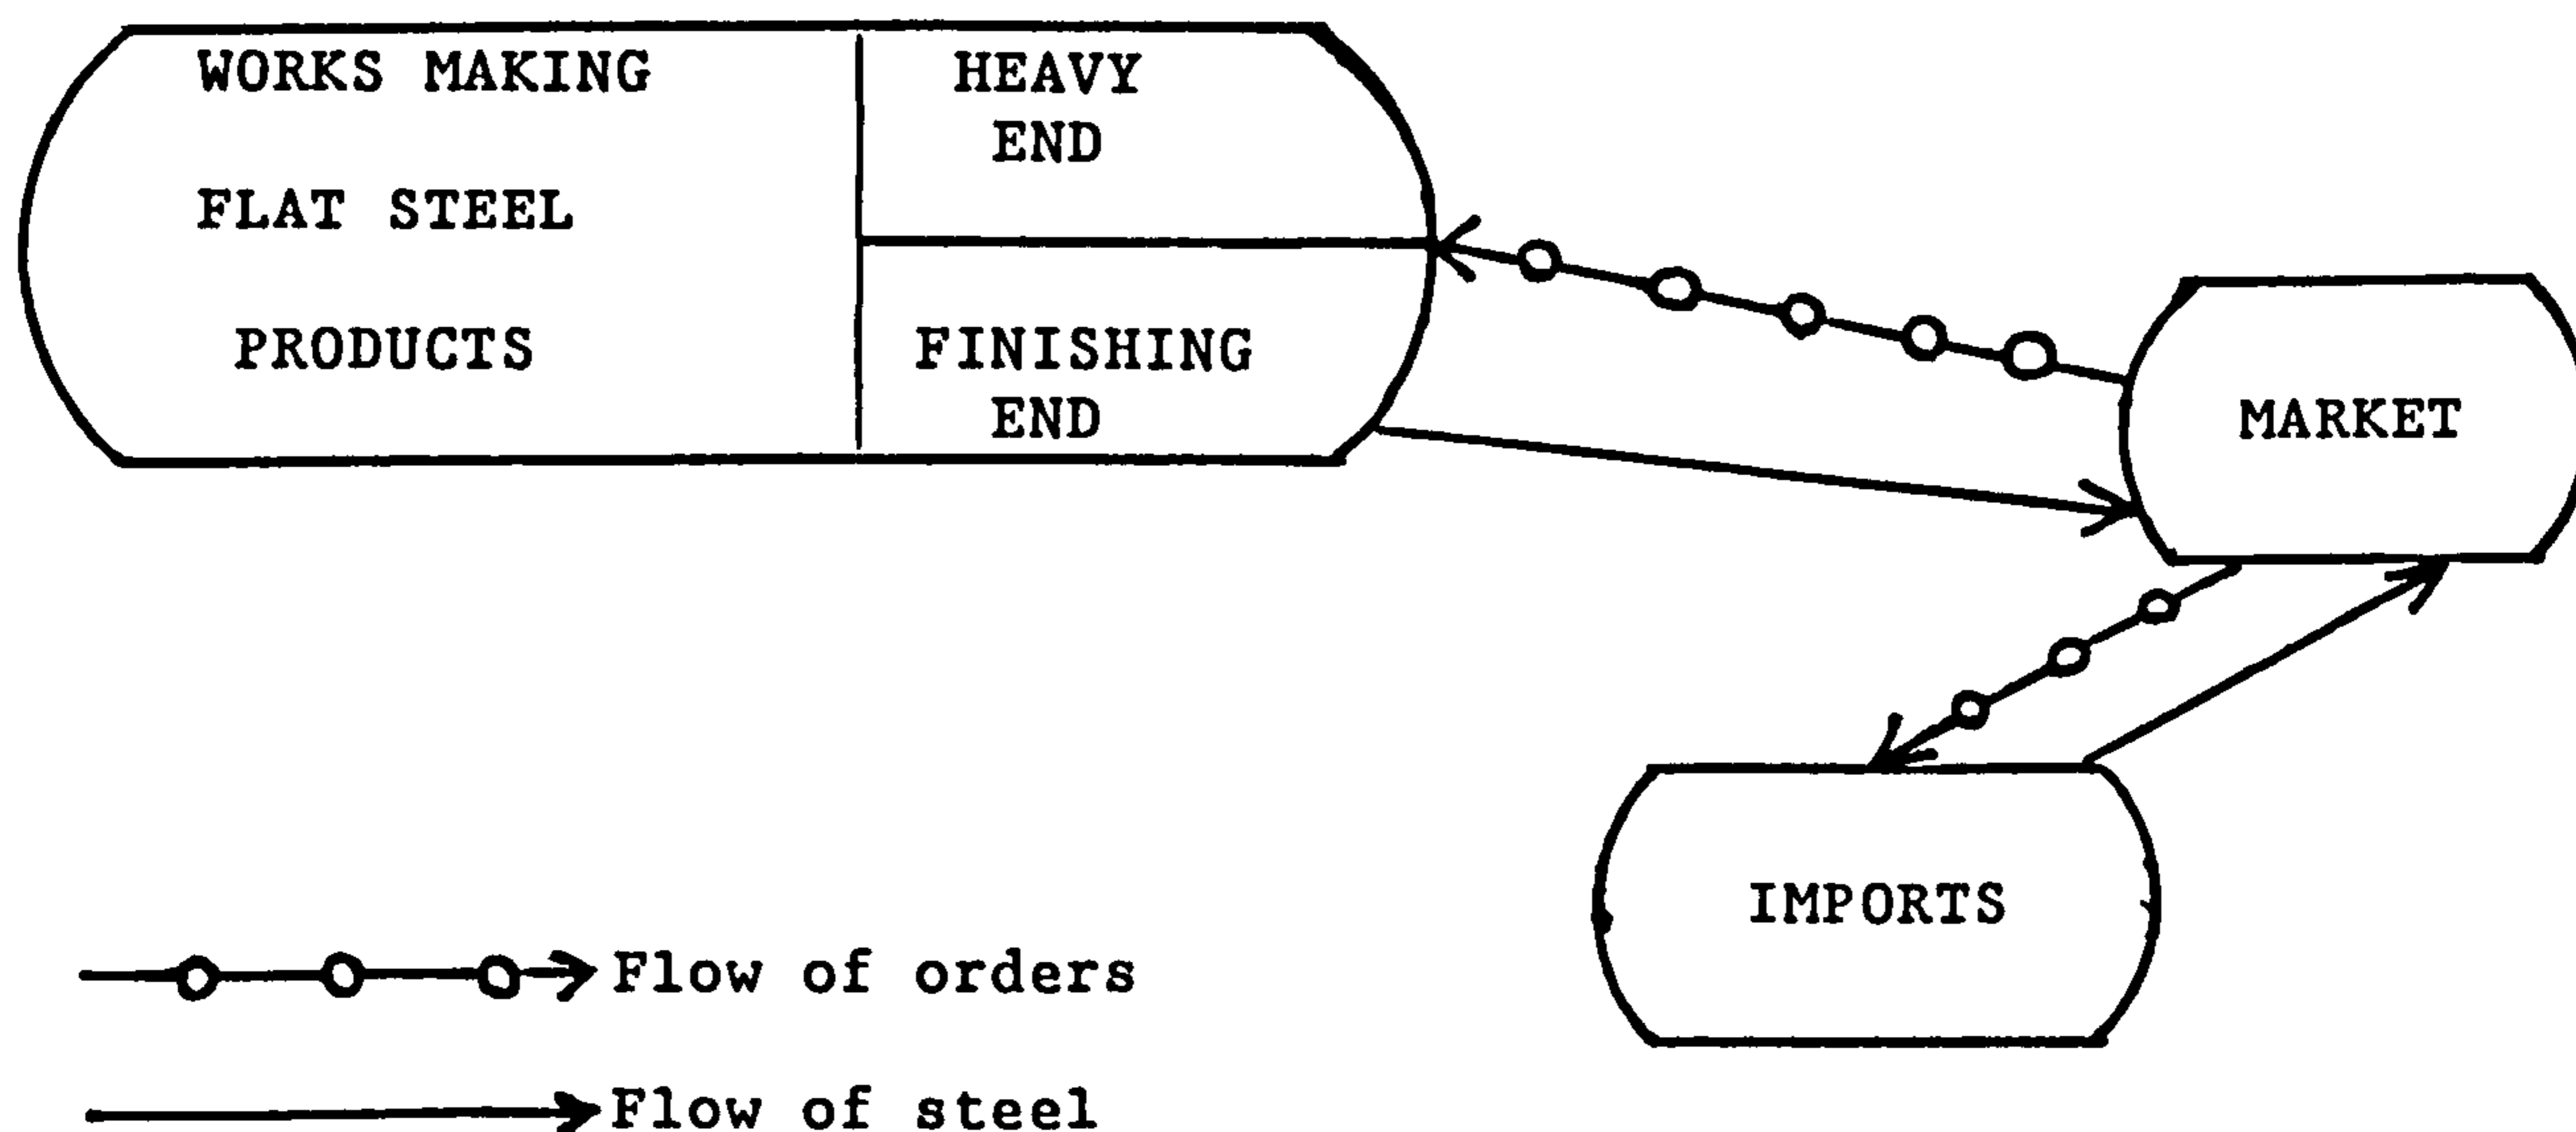 WORKS MAKING
FLAT STEEL
PRODUCTS
HEAVY
END
FINISHING
END
MARKET
IMPORTS
Flow of orders
Flow of steel